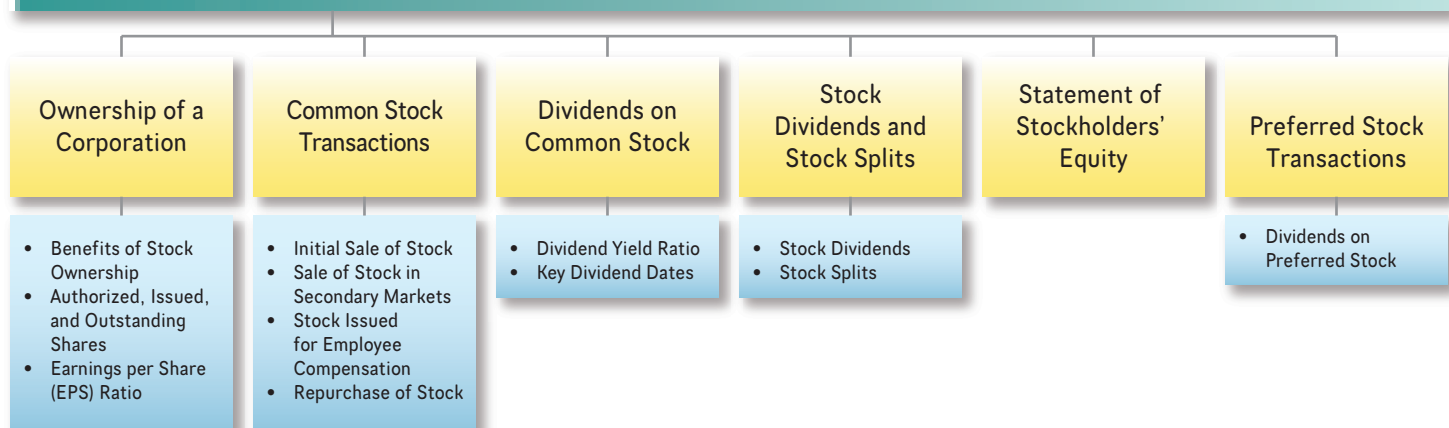 Ownership of a
Corporation
• Benefits of Stock
Ownership
• Authorized, Issued,
and Outstanding
Shares
• Earnings per Share
(EPS) Ratio
Common Stock
Transactions
• Initial Sale of Stock
• Sale of Stock in
Secondary Markets
• Stock Issued
for Employee
Compensation
• Repurchase of Stock
Dividends on
Common Stock
• Dividend Yield Ratio
• Key Dividend Dates
Stock
Dividends and
Stock Splits
• Stock Dividends
• Stock Splits
Statement of
Stockholders'
Equity
Preferred Stock
Transactions
• Dividends on
Preferred Stock